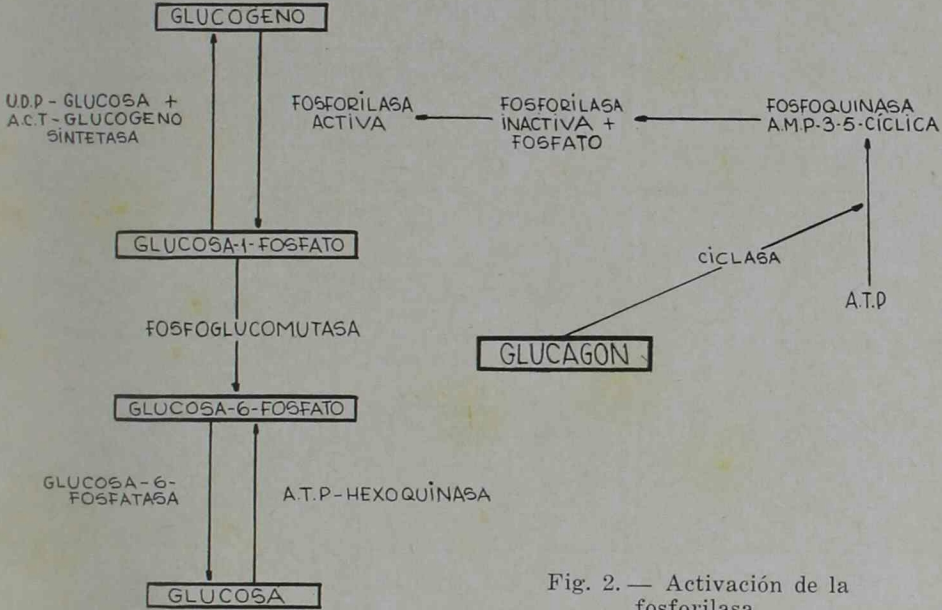 GLUCOGENO
U.D.P - GLUCOSA +
A.C.T - GLUCOGENO
SINTETASA
FOSFORILASA
ACTIVA
FOSFORILASA
INACTIVA +
FOSFATO
FOSFOQUINASA
A.M.P-3-5-CICLICA
GLUCOSA-1-FOSFATO
CICLASA
A.T.P
FOSFOGLUCOMUTASA
GLUCAGON
GLUCOSA-6-FOSFATO
GLUCOSA-6-
FOSFATASA
A.T.P-HEXOQUINASA
GLUCOSA
Fig. 2. — Activación de la
fosforilasa